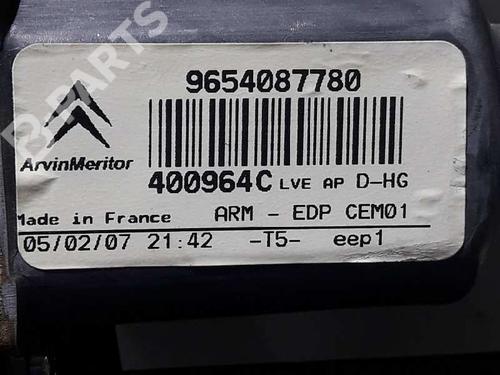 9654087780
ArvinMeritor
400964C LVE AP D-HG
Made in France ARM - EDP CEM01
05/02/07 21:42 -T5- eep1
B-PARTS